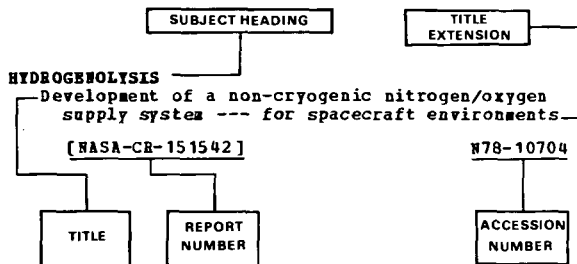 SUBJECT HEADING
TITLE
EXTENSION
HYDROGENOLYSIS
Development of a non-cryogenic nitrogen/oxygen
supply system --- for spacecraft environments
[NASA-CR-151542]
N78-10704
TITLE
REPORT
NUMBER
ACCESSION
NUMBER